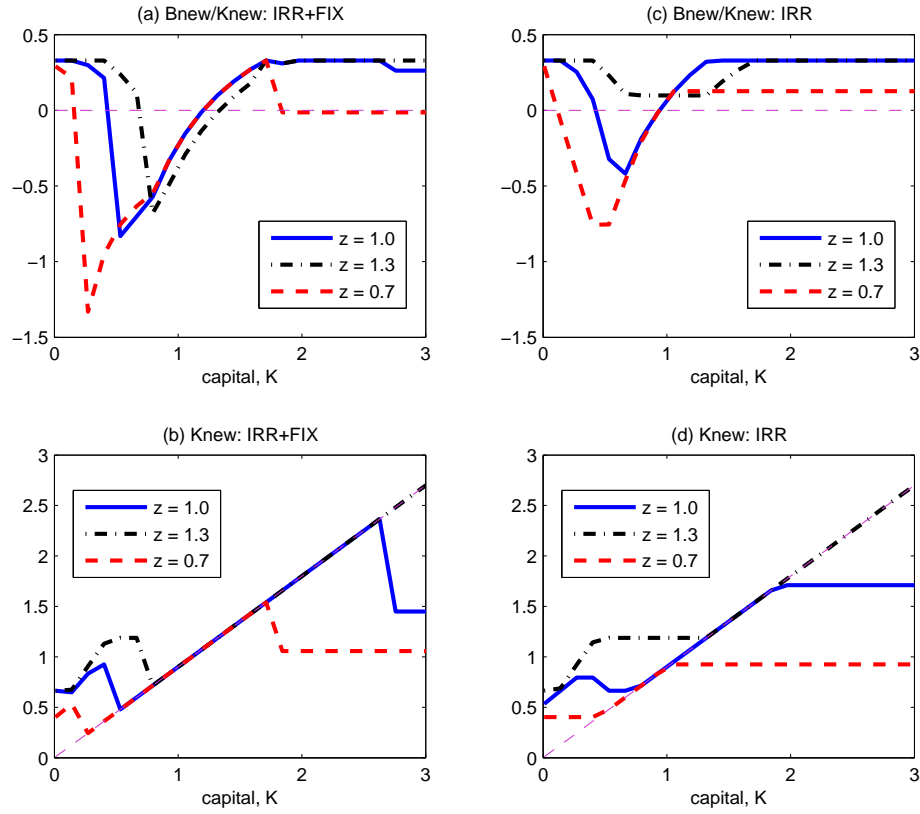 (a) Bnew/Knew: IRR+FIX
0.5
0
−0.5
−1
−1.5
z = 1.0
z = 1.3
z = 0.7
0
1
2
3
capital, K
(c) Bnew/Knew: IRR
0.5
0
−0.5
−1
−1.5
z = 1.0
z = 1.3
z = 0.7
0
1
2
3
capital, K
(b) Knew: IRR+FIX
3
2.5
2
1.5
1
0.5
0
z = 1.0
z = 1.3
z = 0.7
0
1
2
3
capital, K
(d) Knew: IRR
3
2.5
2
1.5
1
0.5
0
z = 1.0
z = 1.3
z = 0.7
0
1
2
3
capital, K